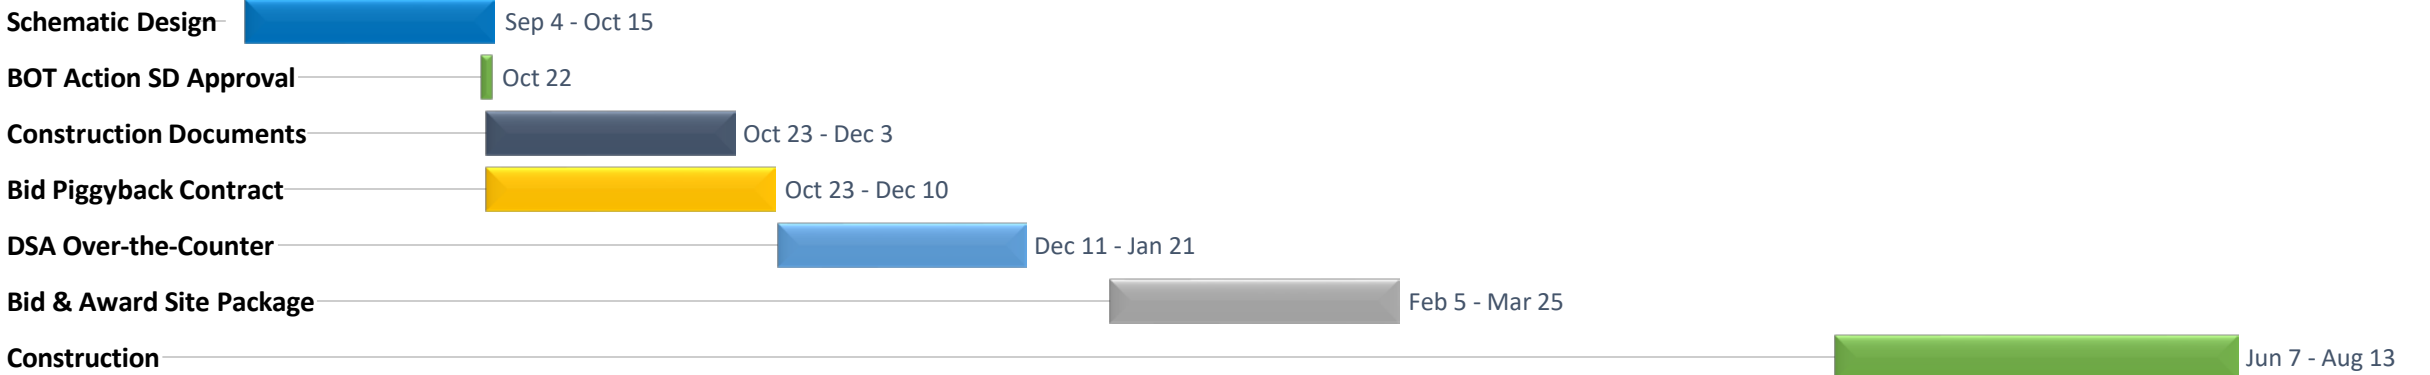 Schematic Design Sep 4 - Oct 15
BOT Action SD Approval Oct 22
Construction Documents Oct 23 - Dec 3
Bid Piggyback Contract Oct 23 - Dec 10
DSA Over-the-Counter Dec 11 - Jan 21
Bid & Award Site Package Feb 5 - Mar 25
Construction Jun 7 - Aug 13